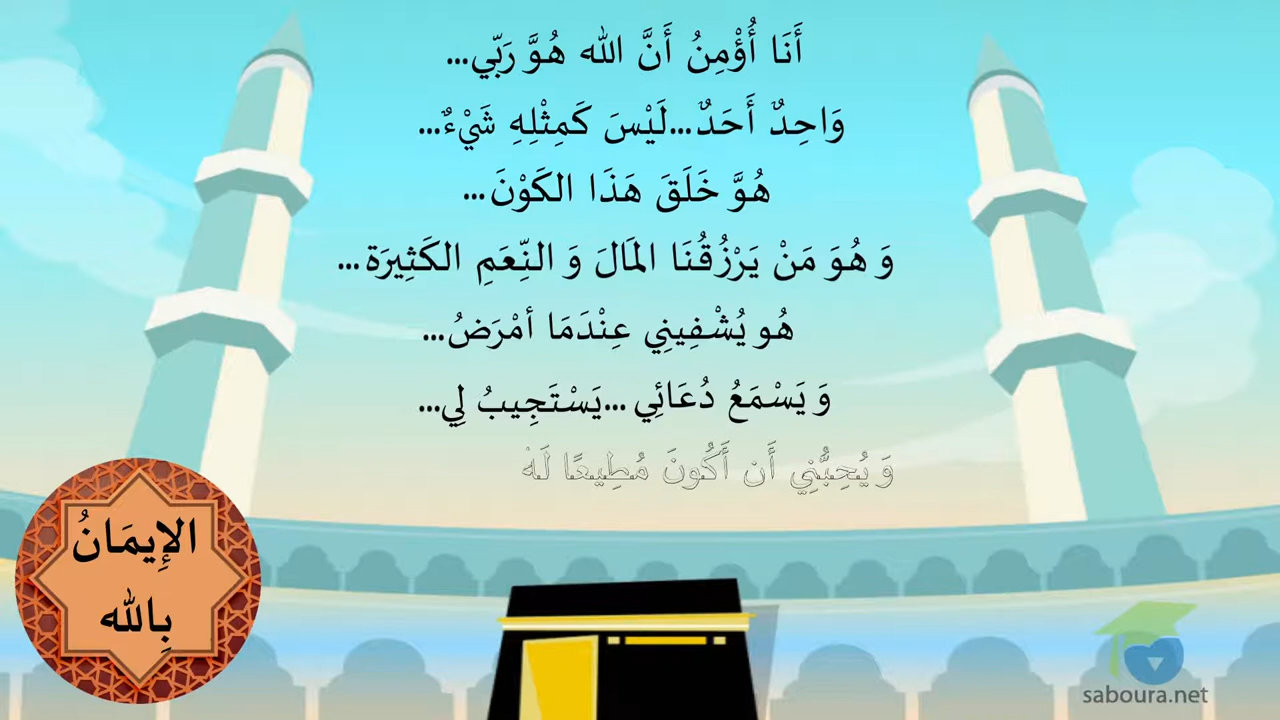 أَنَا أُؤْمِنُ أَنَّ الله هُوَّ رَبّي...
وَاحِدٌ أَحَدٌ...لَيْسَ كَمِثْلِهِ شَيْءٌ...
هُوَّ خَلَقَ هَذَا الكَوْنَ...
وَ هُوَ مَنْ يَرْزُقُنَا المَالَ وَ النِّعَمِ الكَثِيرَة...
هُو يُشْفِينِي عِنْدَمَا أمْرَضُ...
وَ يَسْمَعُ دُعَائِي ...يَسْتَجِيبُ لِي...
وَ يُحِبُّنِي أَن أَكُونَ مُطِيعًا لَهُ
الإِيمَانُ
بِالله
saboura.net